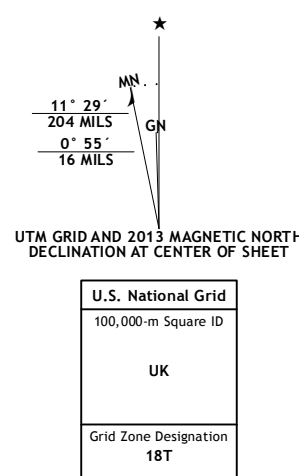 MN
11° 29´
204 MILS
GN
0° 55´
16 MILS
UTM GRID AND 2013 MAGNETIC NORTH
DECLINATION AT CENTER OF SHEET
U.S. National Grid
100,000-m Square ID
UK
Grid Zone Designation
18T